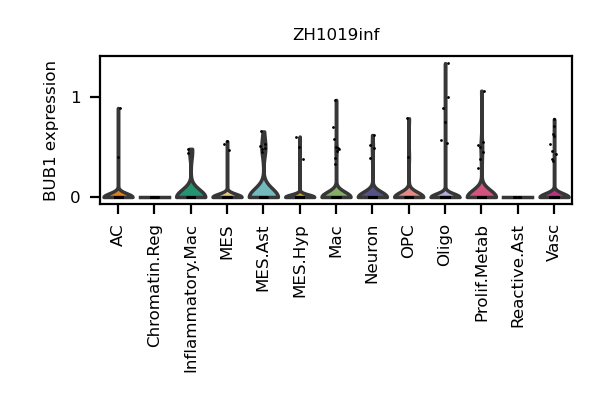 ZH1019inf
BUB1 expression
1
0
AC
Chromatin.Reg
Inflammatory.Mac
MES
MES.Ast
MES.Hyp
Mac
Neuron
OPC
Oligo
Prolif.Metab
Reactive.Ast
Vasc